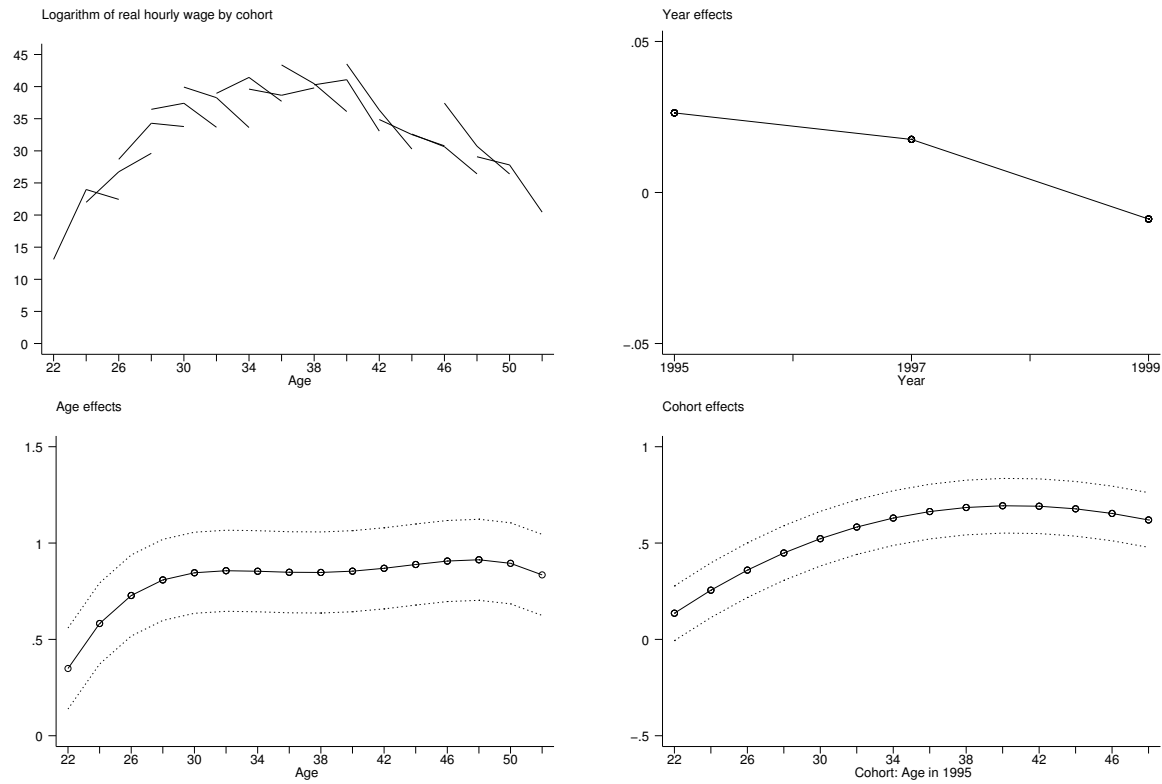 Logarithm of real hourly wage by cohort
45
40
35
30
25
20
15
10
5
0
22 26 30 34 38 42 46 50
Age
Year effects
.05
0
−.05
1995 1997 1999
Year
Age effects
1.5
1
.5
0
22 26 30 34 38 42 46 50
Age
Cohort effects
1
.5
0
−.5
22 26 30 34 38 42 46
Cohort: Age in 1995